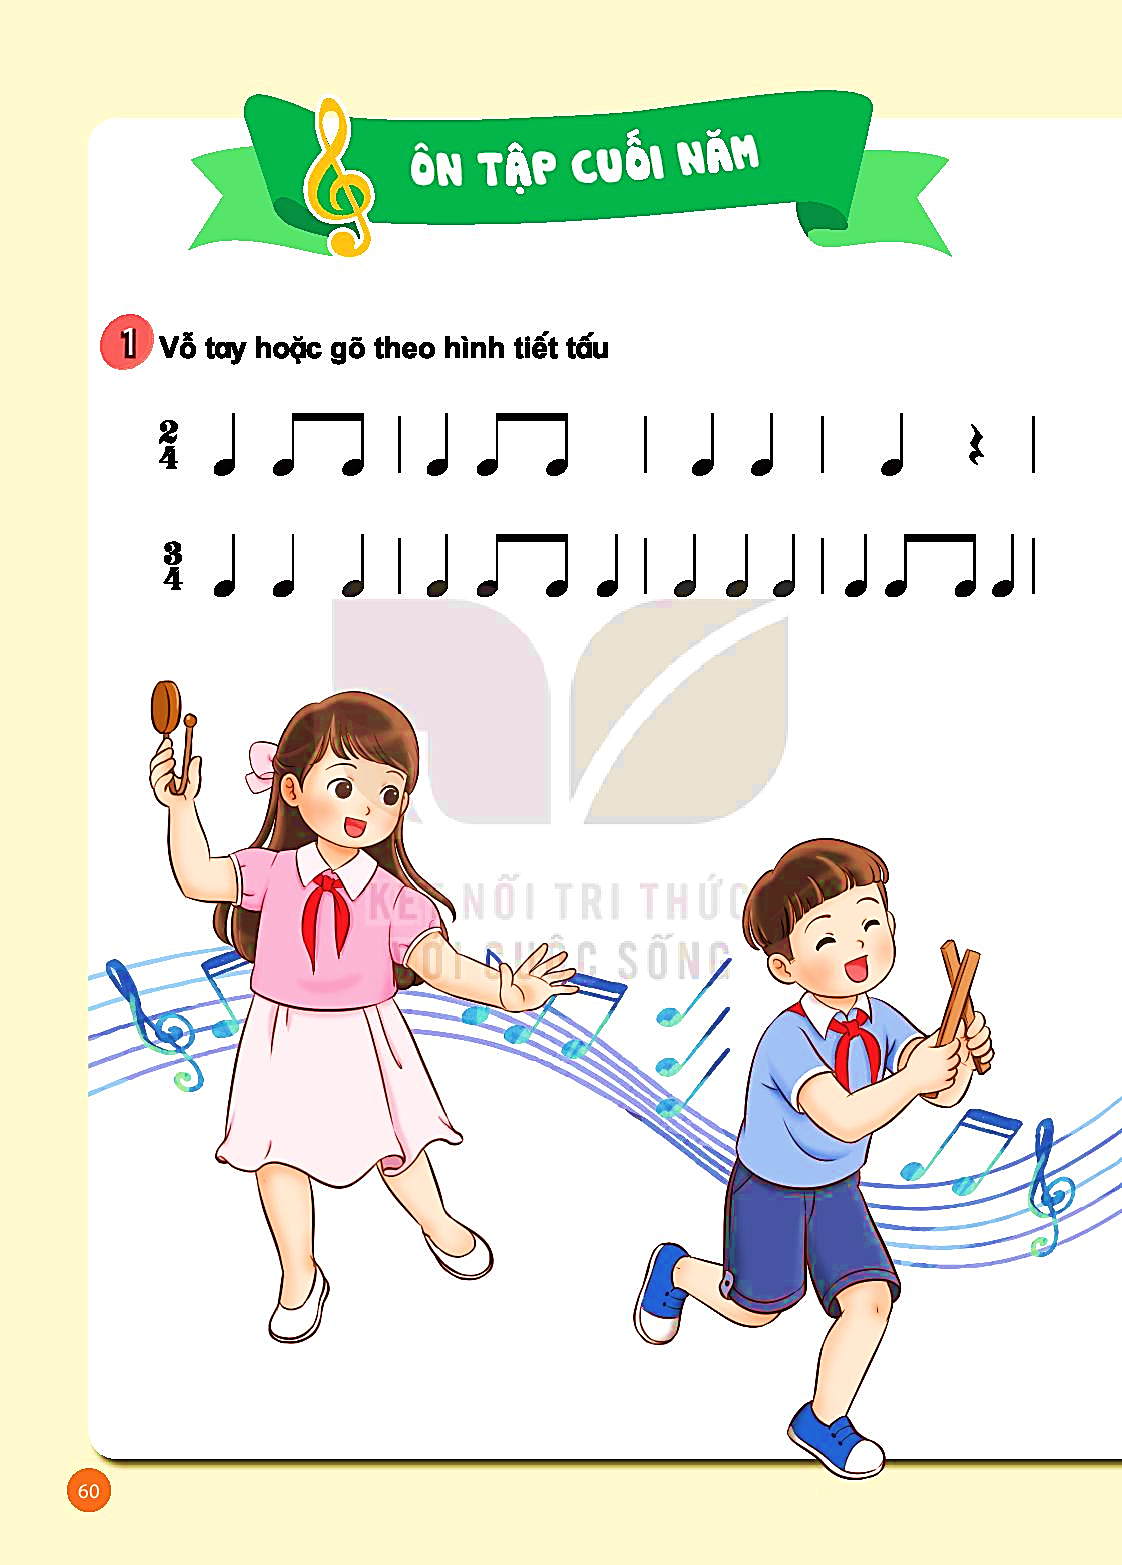 ÔN TẬP CUỐI NĂM
1 Vỗ tay hoặc gõ theo hình tiết tấu
2
4
3
4
KẾT NỐI TRI THỨC
VỚI CUỘC SỐNG
60